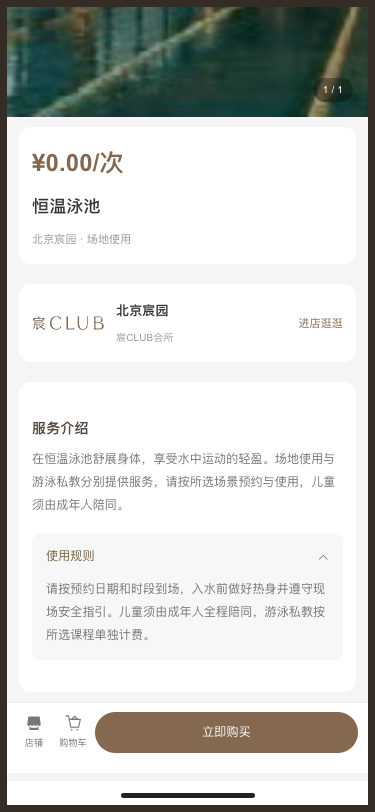 1 / 1
¥0.00/次
恒温泳池
北京宸园 · 场地使用
宸CLUB
北京宸园
宸CLUB会所
进店逛逛
服务介绍
在恒温泳池舒展身体，享受水中运动的轻盈。场地使用与
游泳私教分别提供服务，请按所选场景预约与使用，儿童
须由成年人陪同。
使用规则
请按预约日期和时段到场，入水前做好热身并遵守现
场安全指引。儿童须由成年人全程陪同，游泳私教按
所选课程单独计费。
店铺
购物车
立即购买